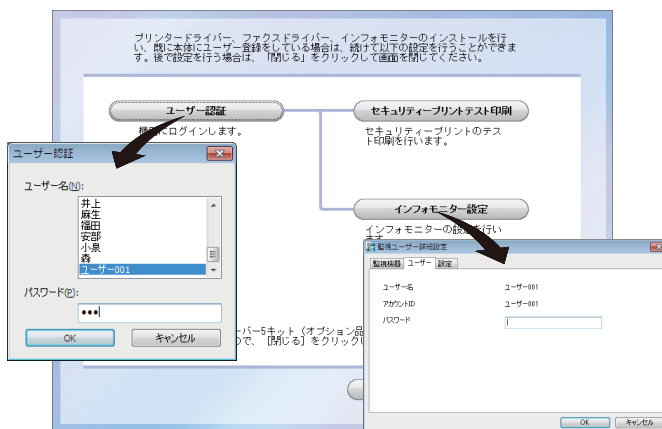 プリンタードライバー、ファクスドライバー、インフォモニターのインストールを行
い、既に本体にユーザー登録をしている場合は、続けて以下の設定を行うことができま
す。後で設定を行う場合は、「閉じる」をクリックして画面を閉じてください。
ユーザー認証
セキュリティープリントテスト印刷
にログインします。
セキュリティープリントのテス
ト印刷を行います。
ユーザー認証
ユーザー名(N):
井上
麻生
福田
安部
小泉
森
ユーザー001
パスワード(P):
•••
OK
キャンセル
インフォモニター設定
インフォモニターの設定を行い
ます
監視ユーザー詳細設定
監視機器
ユーザー
設定
ユーザー名
ユーザー001
アカウントID
ユーザー001
パスワード
OK
キャンセル
ーバー5キット(オプション品
ので、[閉じる]をクリック